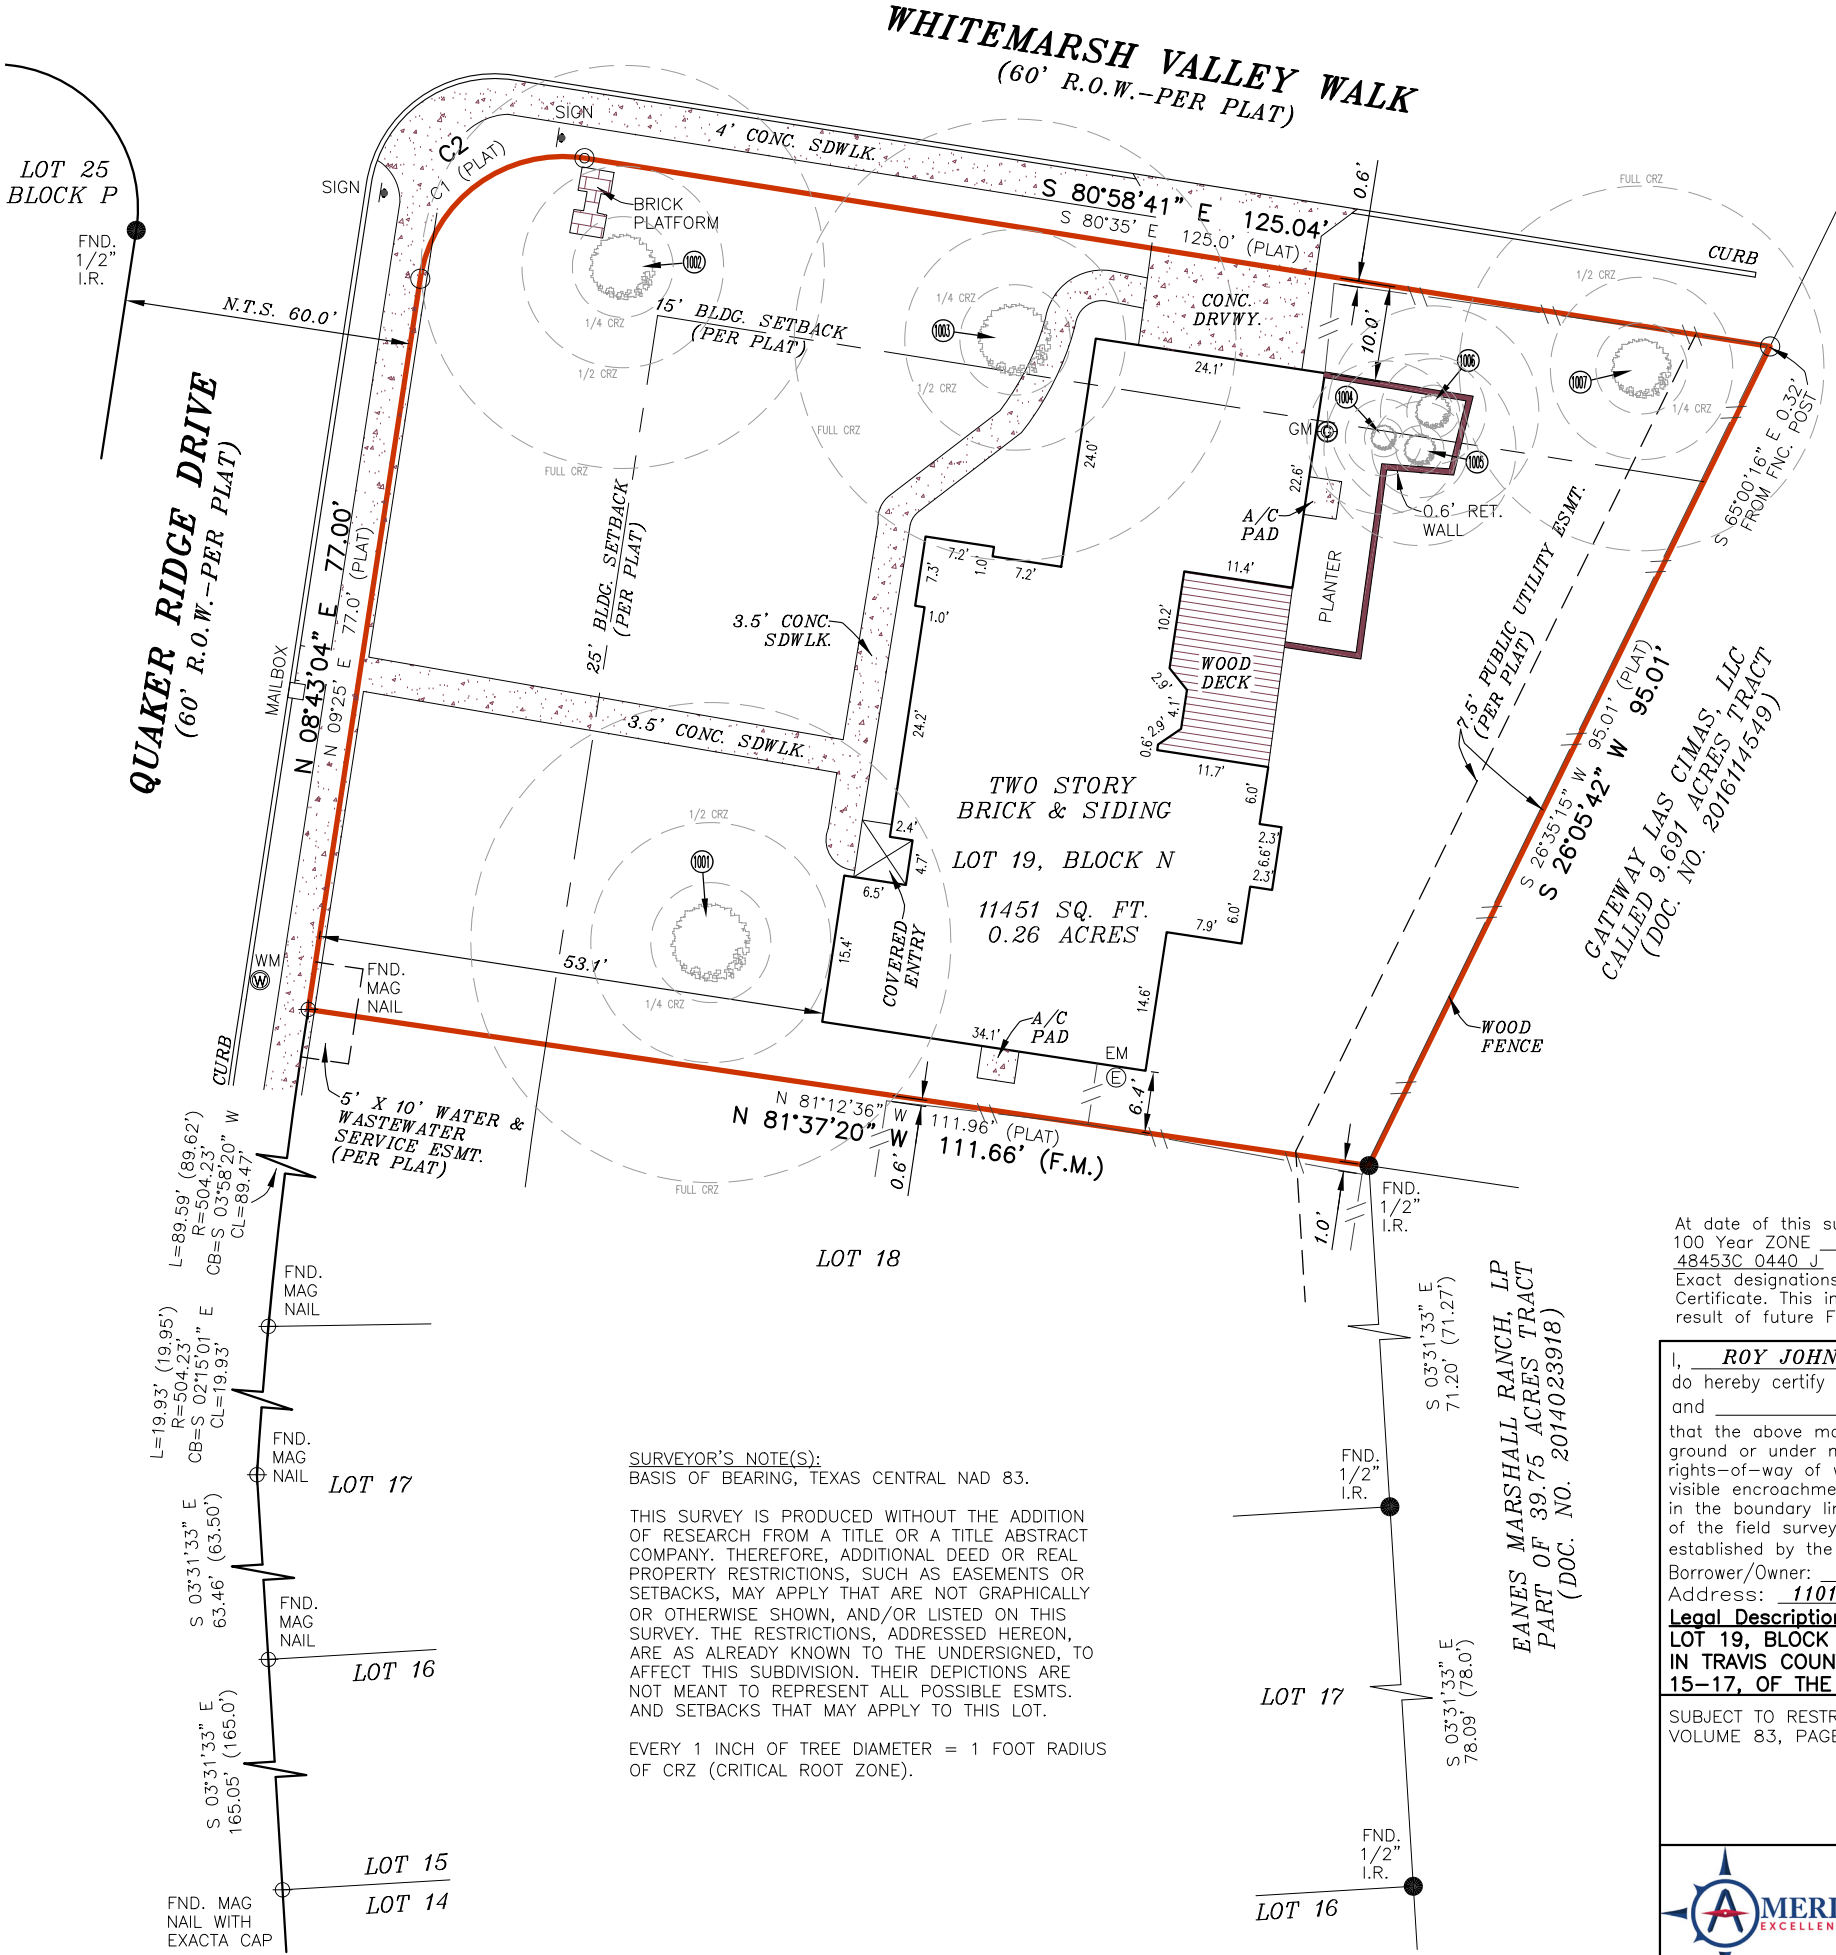 WHITEMARSH VALLEY WALK
(60' R.O.W.-PER PLAT)
LOT 25
BLOCK P
FND.
1/2"
I.R.
N.T.S. 60.0'
SIGN
SIGN
C2
C1 (PLAT)
4' CONC. SDWLK.
BRICK
PLATFORM
1002
1/4 CRZ
1/2 CRZ
FULL CRZ
S 80°58'41" E 125.04'
S 80°35' E 125.0' (PLAT)
0.6'
CURB
FULL CRZ
1/2 CRZ
1/4 CRZ
1007
15' BLDG. SETBACK
(PER PLAT)
1003
1/4 CRZ
1/2 CRZ
FULL CRZ
CONC.
DRVWY.
10.0'
24.1'
24.0'
1006
1004
1005
GM
22.6'
A/C
PAD
0.6' RET.
WALL
PLANTER
S 65°00'16" E 0.32'
FROM FNC. POST
QUAKER RIDGE DRIVE
(60' R.O.W.-PER PLAT)
N 08°43'04" E 77.00'
N 09°25' E 77.0' (PLAT)
MAILBOX
25' BLDG. SETBACK
(PER PLAT)
3.5' CONC.
SDWLK.
3.5' CONC. SDWLK.
7.2'
1.0'
7.2'
7.3'
1.0'
24.2'
11.4'
10.2'
WOOD
DECK
2.9'
4.1'
2.9'
0.6'
11.7'
6.0'
2.3'
6.6'
2.3'
6.0'
7.9'
14.6'
TWO STORY
BRICK & SIDING
LOT 19, BLOCK N
11451 SQ. FT.
0.26 ACRES
7.5' PUBLIC UTILITY ESMT.
(PER PLAT)
S 26°35'15" W 95.01' (PLAT)
S 26°05'42" W 95.01'
GATEWAY LAS CIMAS, LLC
CALLED 9.691 ACRES TRACT
(DOC. NO. 2016114549)
WOOD
FENCE
1/2 CRZ
1001
1/4 CRZ
FULL CRZ
2.4'
4.7'
6.5'
15.4'
COVERED
ENTRY
53.1'
34.1'
A/C
PAD
EM
E
6.4'
WM
W
FND.
MAG
NAIL
CURB
5' X 10' WATER &
WASTEWATER
SERVICE ESMT.
(PER PLAT)
N 81°12'36" W 111.96' (PLAT)
N 81°37'20" W 111.66' (F.M.)
0.6'
1.0'
FND.
1/2"
I.R.
LOT 18
L=89.59' (89.62')
R=504.23'
CB=S 03°58'20" W
CL=89.47'
FND.
MAG
NAIL
L=19.93' (19.95')
R=504.23'
CB=S 02°15'01" E
CL=19.93'
FND.
MAG
NAIL
LOT 17
S 03°31'33" E
63.46' (63.50')
FND.
MAG
NAIL
LOT 16
S 03°31'33" E
165.05' (165.0')
LOT 15
LOT 14
FND. MAG
NAIL WITH
EXACTA CAP
SURVEYOR'S NOTE(S):
BASIS OF BEARING, TEXAS CENTRAL NAD 83.
THIS SURVEY IS PRODUCED WITHOUT THE ADDITION
OF RESEARCH FROM A TITLE OR A TITLE ABSTRACT
COMPANY. THEREFORE, ADDITIONAL DEED OR REAL
PROPERTY RESTRICTIONS, SUCH AS EASEMENTS OR
SETBACKS, MAY APPLY THAT ARE NOT GRAPHICALLY
OR OTHERWISE SHOWN, AND/OR LISTED ON THIS
SURVEY. THE RESTRICTIONS, ADDRESSED HEREON,
ARE AS ALREADY KNOWN TO THE UNDERSIGNED, TO
AFFECT THIS SUBDIVISION. THEIR DEPICTIONS ARE
NOT MEANT TO REPRESENT ALL POSSIBLE ESMTS.
AND SETBACKS THAT MAY APPLY TO THIS LOT.
EVERY 1 INCH OF TREE DIAMETER = 1 FOOT RADIUS
OF CRZ (CRITICAL ROOT ZONE).
S 03°31'33" E
71.20' (71.27')
EANES MARSHALL RANCH, LP
PART OF 39.75 ACRES TRACT
(DOC. NO. 2014023918)
FND.
1/2"
I.R.
LOT 17
S 03°31'33" E
78.09' (78.0')
FND.
1/2"
I.R.
LOT 16
At date of this su
100 Year ZONE
48453C 0440 J
Exact designations
Certificate. This in
result of future F
I, ROY JOHN
do hereby certify
and
that the above ma
ground or under m
rights-of-way of
visible encroachme
in the boundary lin
of the field survey
established by the
Borrower/Owner:
Address: 1101
Legal Description
LOT 19, BLOCK
IN TRAVIS COUN
15-17, OF THE
SUBJECT TO RESTR
VOLUME 83, PAGE
AMERI
EXCELLEN